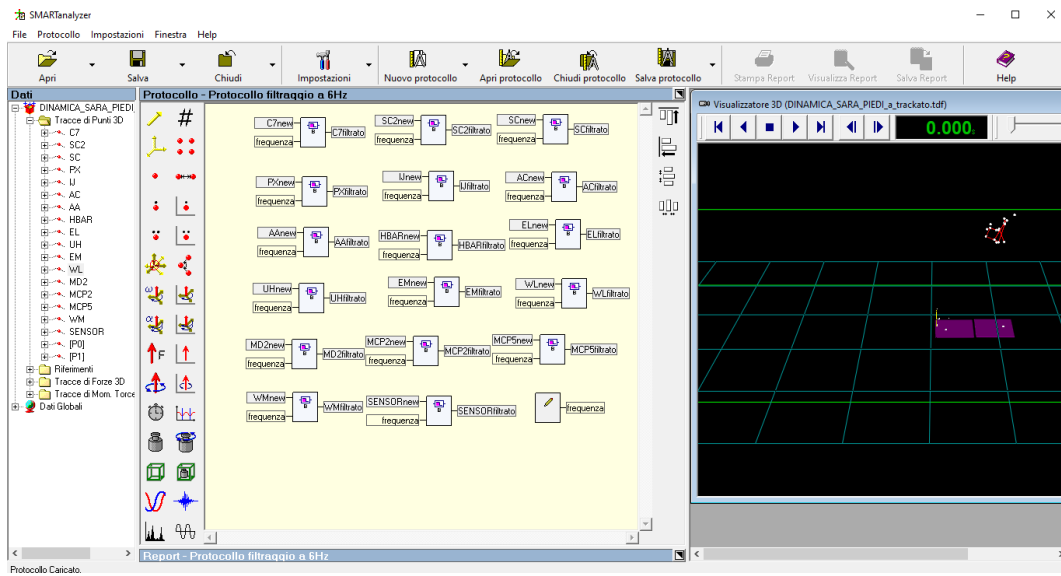 SMARTanalyzer
File Protocollo Impostazioni Finestra Help
Apri Salva Chiudi Impostazioni Nuovo protocollo Apri protocollo Chiudi protocollo Salva protocollo Stampa Report Visualizza Report Salva Report Help
Dati
DINAMICA_SARA_PIEDI_
Tracce di Punti 3D
C7
SC2
SC
PX
IJ
AC
AA
HBAR
EL
UH
EM
WL
MD2
MCP2
MCP5
WM
SENSOR
[P0]
[P1]
Riferimenti
Tracce di Forze 3D
Tracce di Mom. Torce
Dati Globali
Protocollo - Protocollo filtraggio a 6Hz
C7new frequenza C7filtrato
SC2new frequenza SC2filtrato
SCnew frequenza SCfiltrato
PXnew frequenza PXfiltrato
IJnew frequenza IJfiltrato
ACnew frequenza ACfiltrato
AAnew frequenza AAfiltrato
HBARnew frequenza HBARfiltrato
ELnew frequenza ELfiltrato
UHnew frequenza UHfiltrato
EMnew frequenza EMfiltrato
WLnew frequenza WLfiltrato
MD2new frequenza MD2filtrato
MCP2new frequenza MCP2filtrato
MCP5new frequenza MCP5filtrato
WMnew frequenza WMfiltrato
SENSORnew frequenza SENSORfiltrato
frequenza
Report - Protocollo filtraggio a 6Hz
Visualizzatore 3D (DINAMICA_SARA_PIEDI_a_trackato.tdf)
0.000s
Protocollo Caricato.